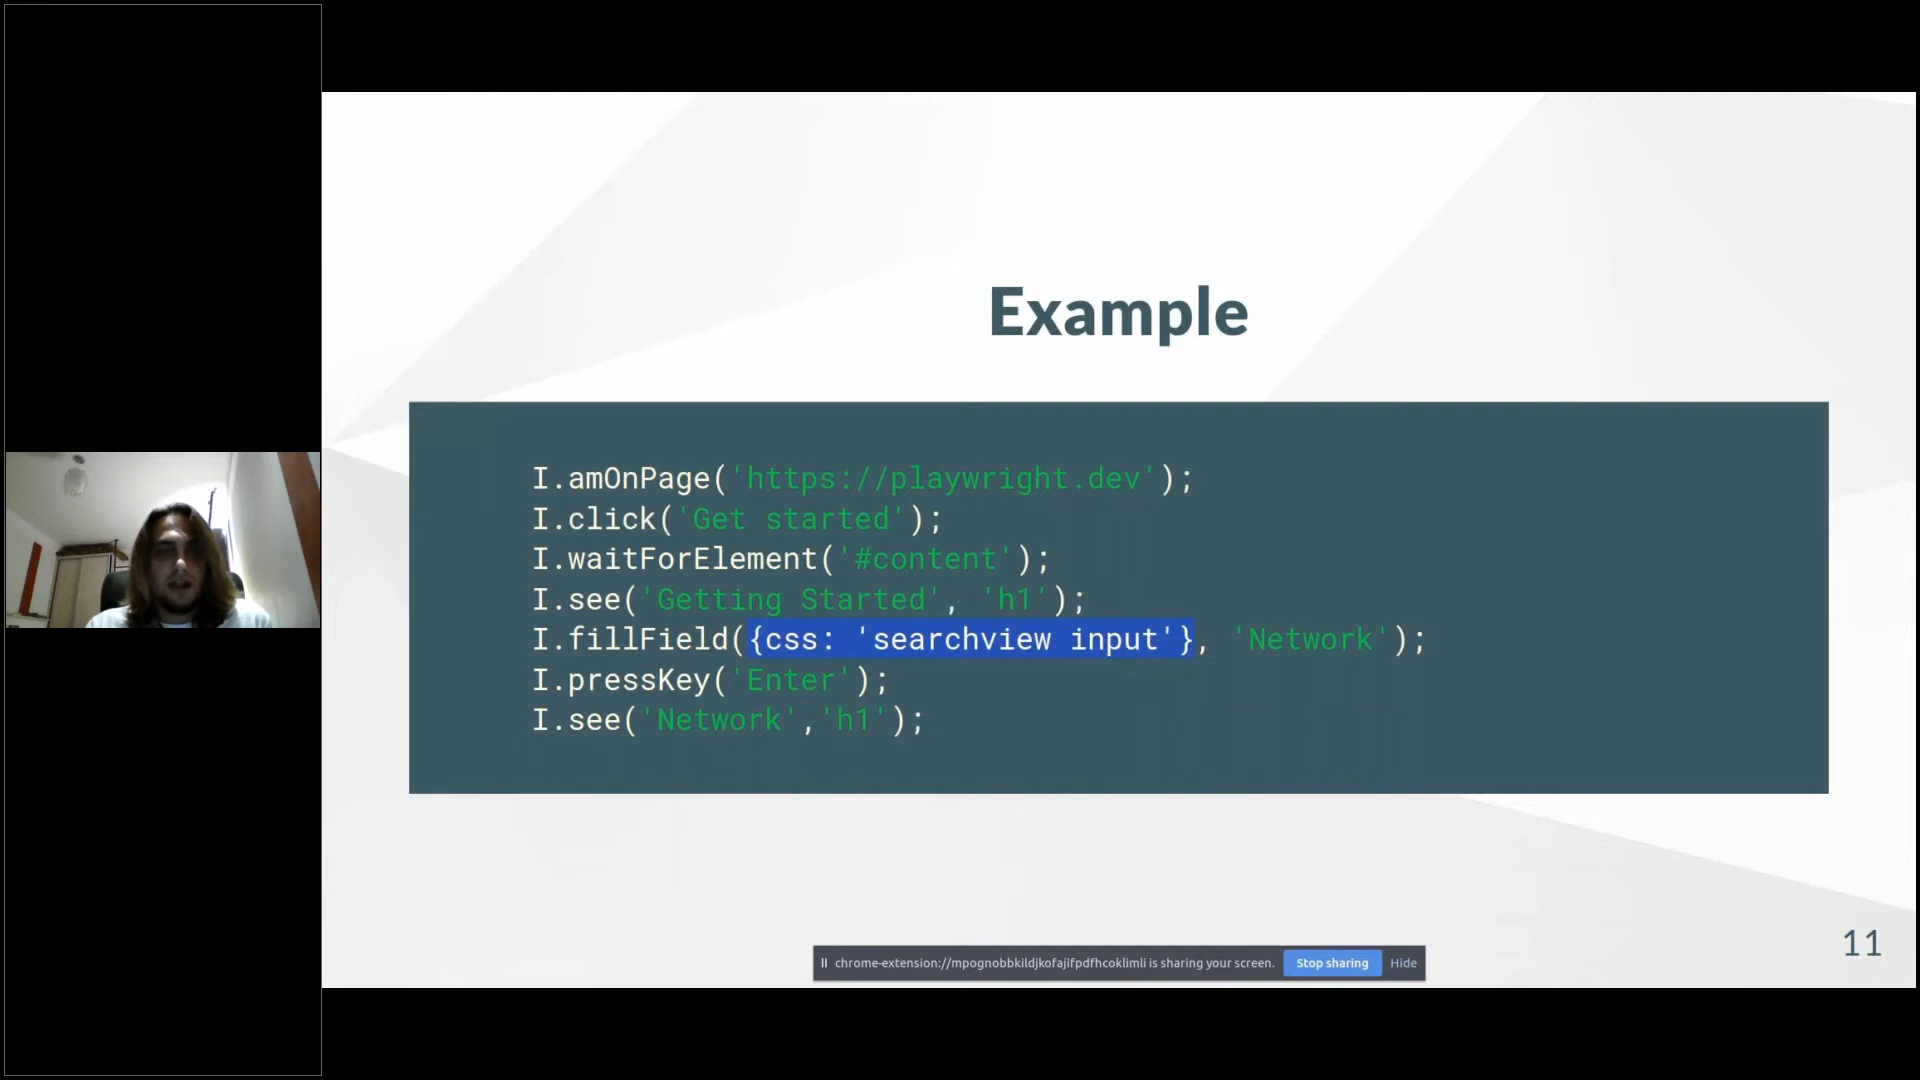 Example
I.amOnPage('https://playwright.dev');
I.click('Get started');
I.waitForElement('#content');
I.see('Getting Started', 'h1');
I.fillField({css: 'searchview input'}, 'Network');
I.pressKey('Enter');
I.see('Network','h1');
11
chrome-extension://mpognobbkildjkofajifpdfhcoklimli is sharing your screen. Stop sharing Hide